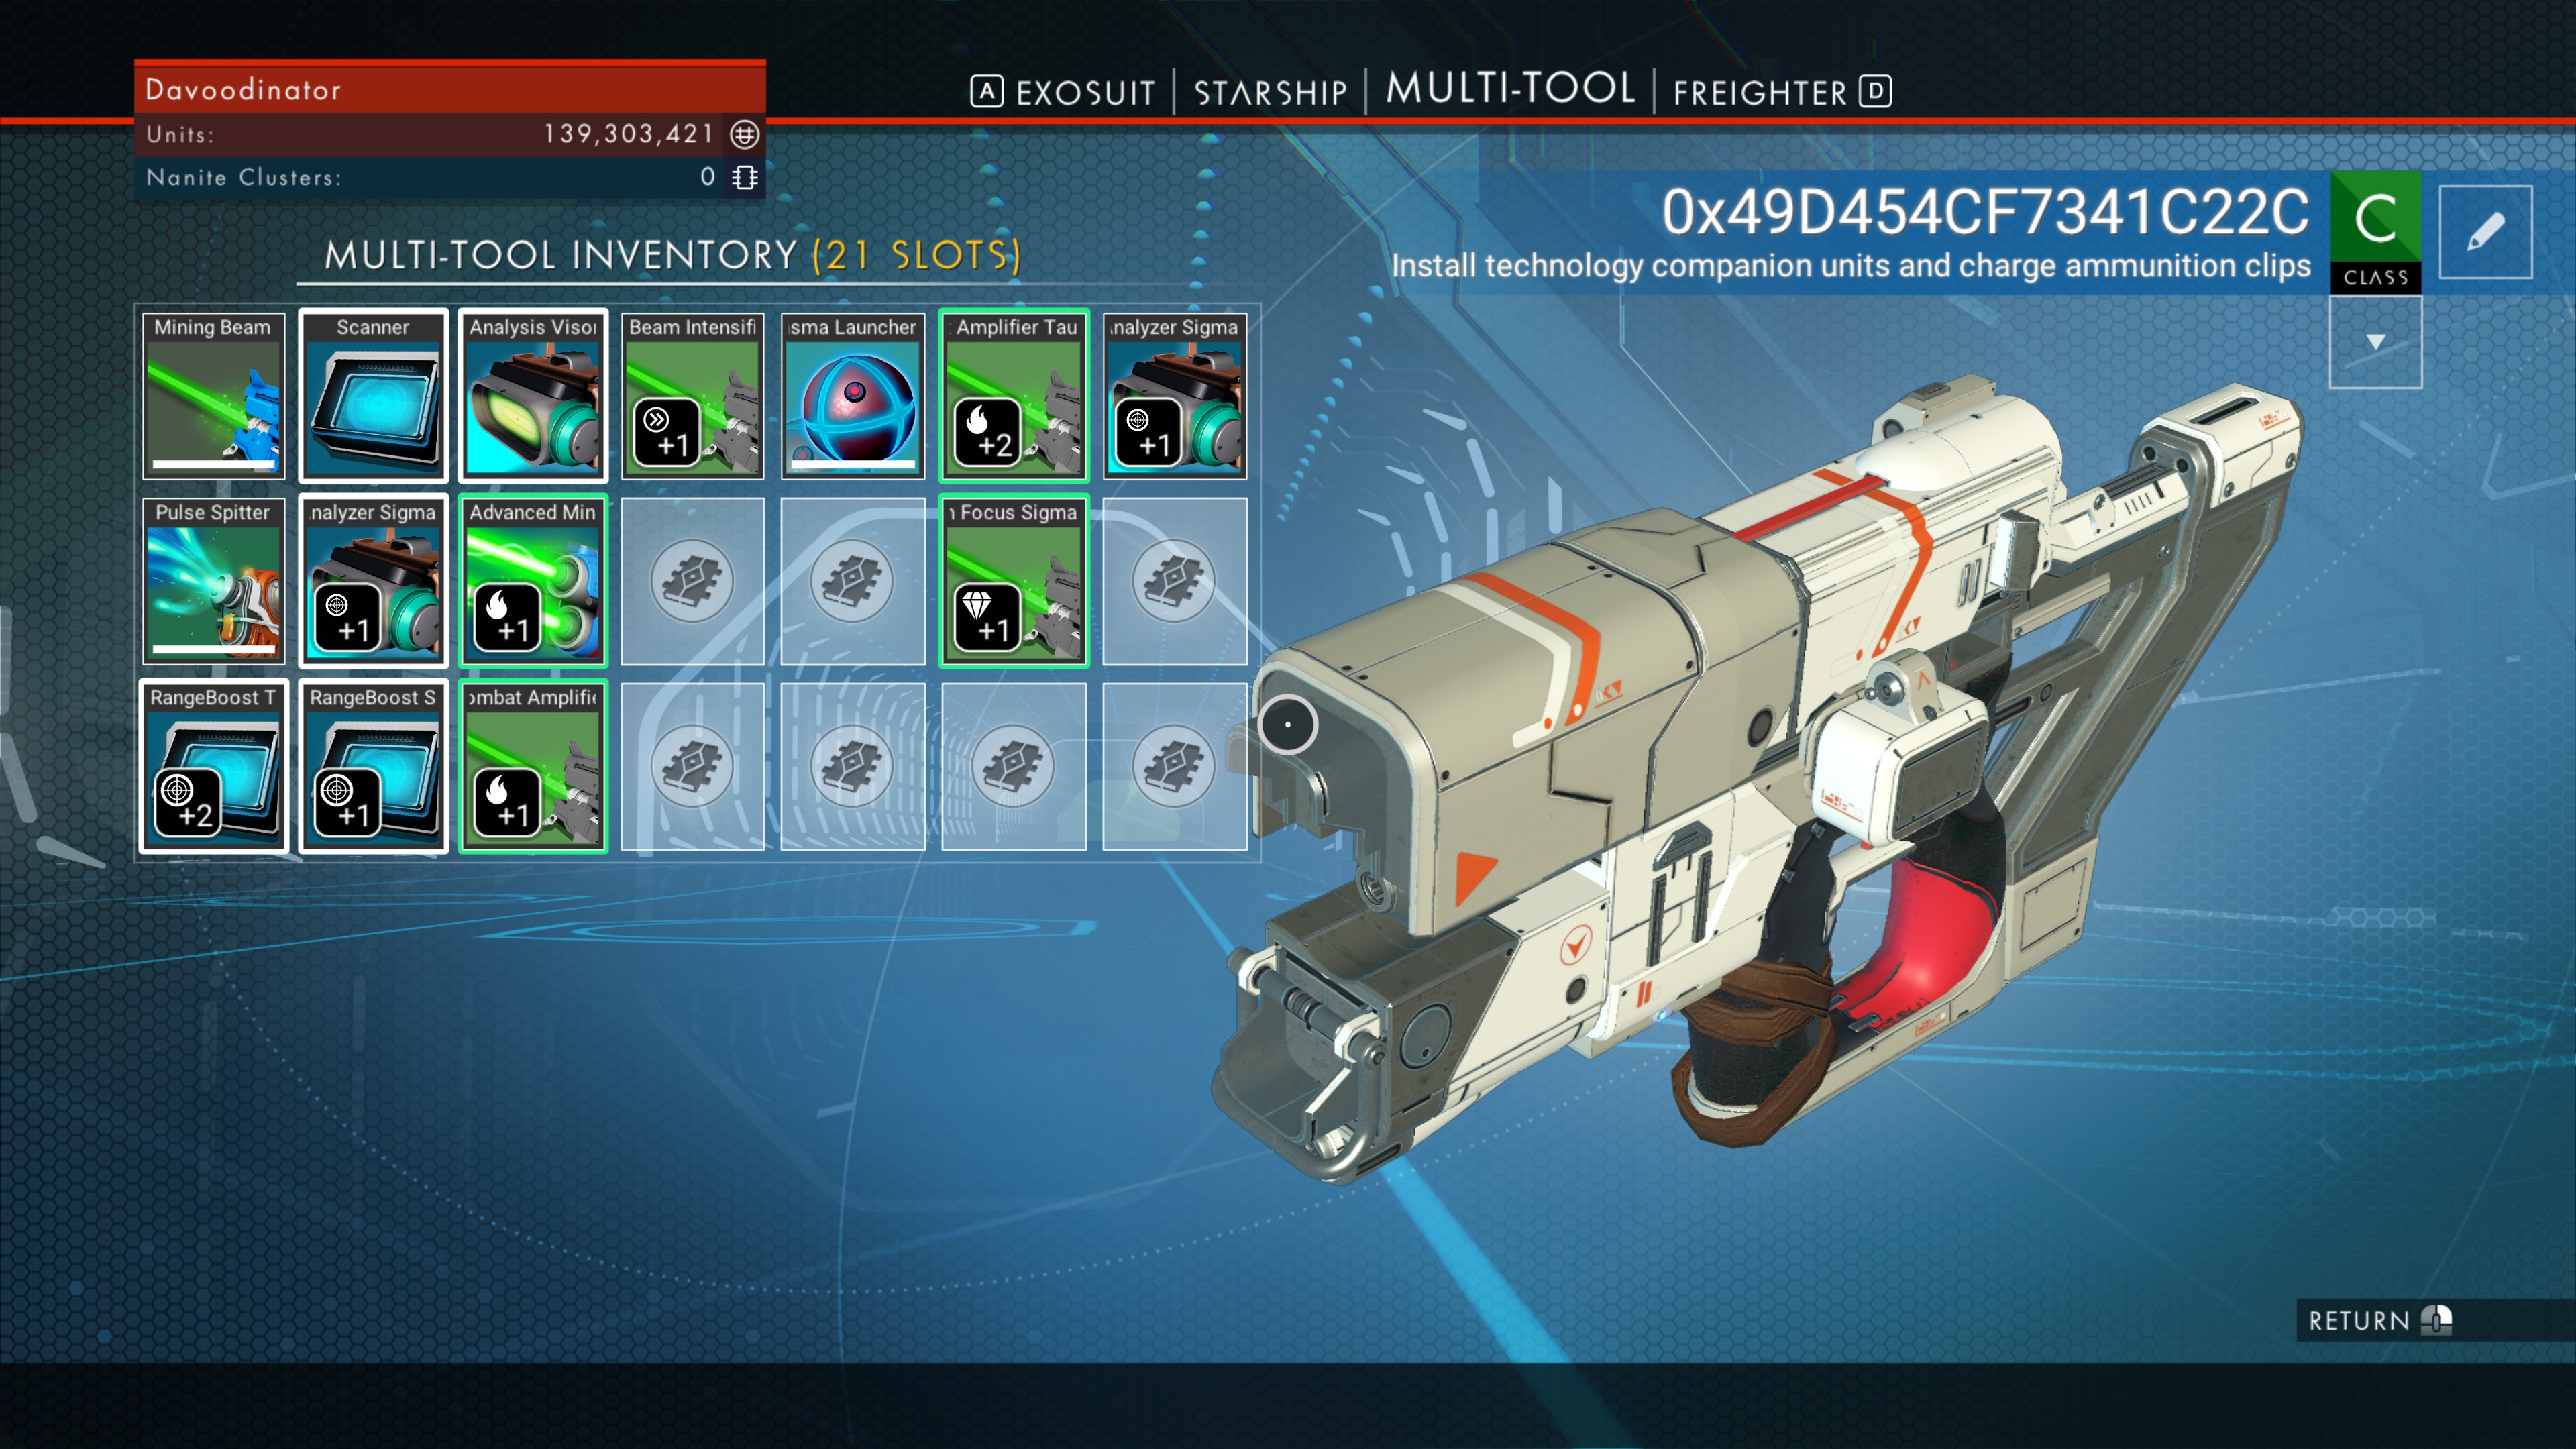 Davoodinator
Units: 139,303,421
Nanite Clusters: 0
A EXOSUIT STARSHIP MULTI-TOOL FREIGHTER D
0x49D454CF7341C22C
Install technology companion units and charge ammunition clips
C
CLASS
MULTI-TOOL INVENTORY (21 SLOTS)
Mining Beam Scanner Analysis Visor Beam Intensifi sma Launcher Amplifier Tau nalyzer Sigma
+1 +2 +1
Pulse Spitter nalyzer Sigma Advanced Min Focus Sigma
+1 +1 +1
RangeBoost T RangeBoost S ombat Amplifie
+2 +1 +1
RETURN